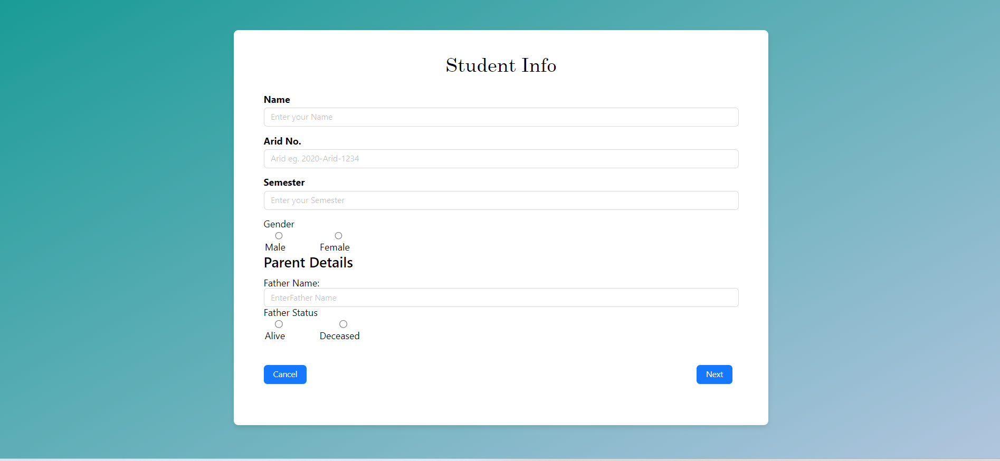 Student Info
Name
Enter your Name
Arid No.
Arid eg. 2020-Arid-1234
Semester
Enter your Semester
Gender
Male Female
Parent Details
Father Name:
EnterFather Name
Father Status
Alive Deceased
Cancel Next